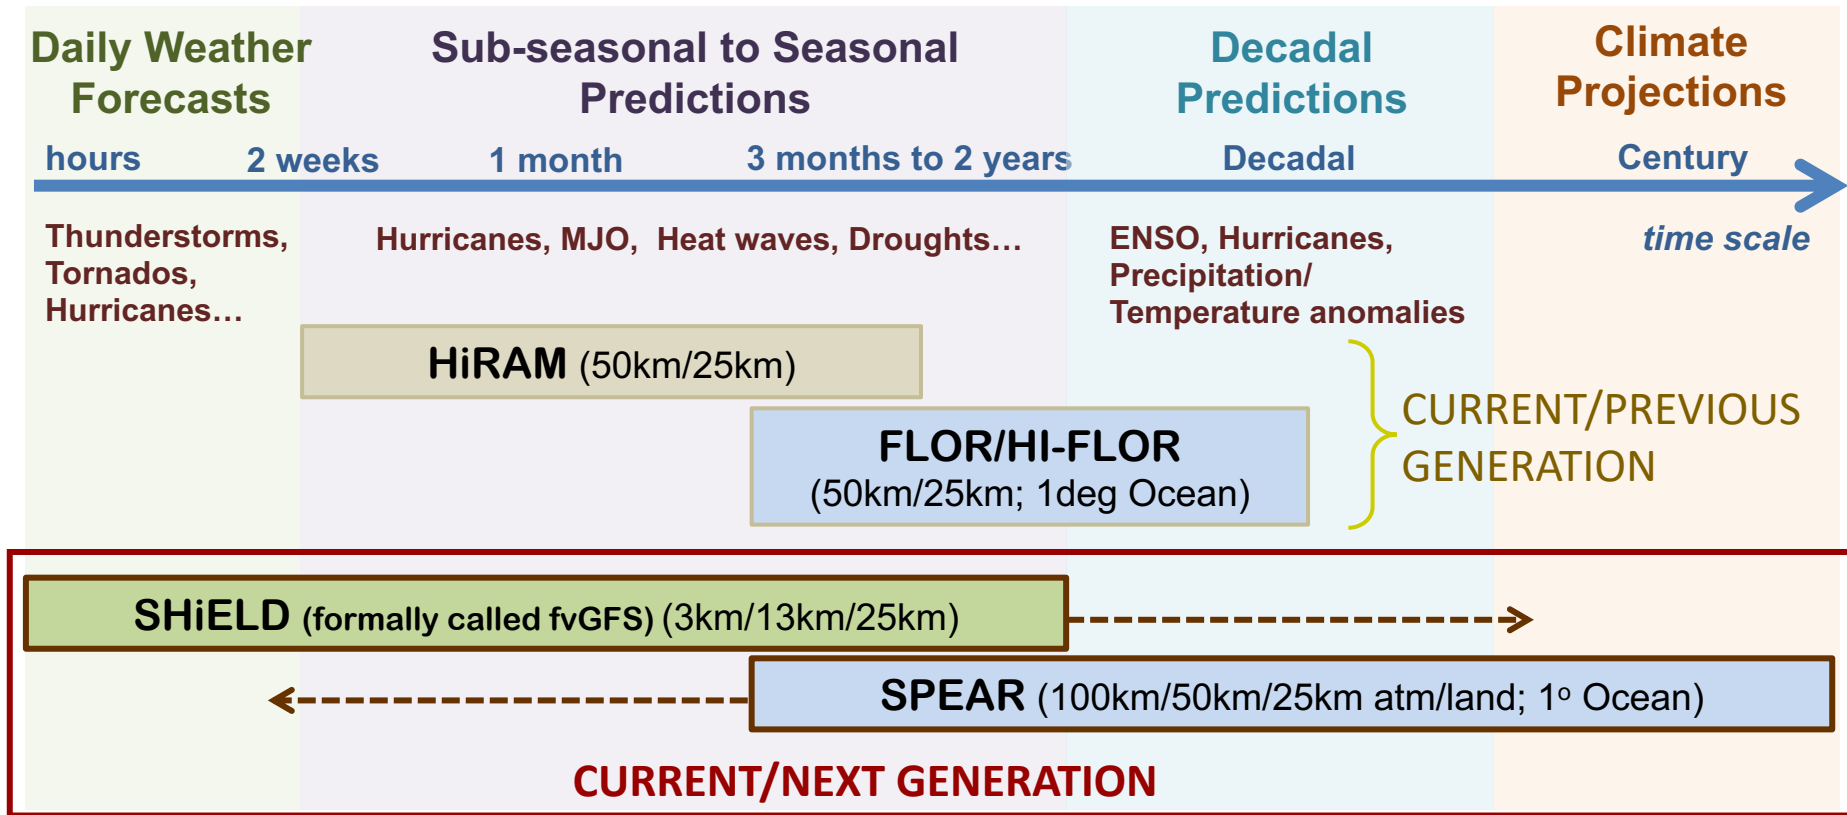 Daily Weather
Forecasts
Sub-seasonal to Seasonal
Predictions
Decadal
Predictions
Climate
Projections
hours
2 weeks
1 month
3 months to 2 years
Decadal
Century
Thunderstorms,
Tornados,
Hurricanes…
Hurricanes, MJO, Heat waves, Droughts…
ENSO, Hurricanes,
Precipitation/
Temperature anomalies
time scale
HiRAM (50km/25km)
FLOR/HI-FLOR
(50km/25km; 1deg Ocean)
CURRENT/PREVIOUS
GENERATION
SHiELD (formally called fvGFS) (3km/13km/25km)
SPEAR (100km/50km/25km atm/land; 1º Ocean)
CURRENT/NEXT GENERATION